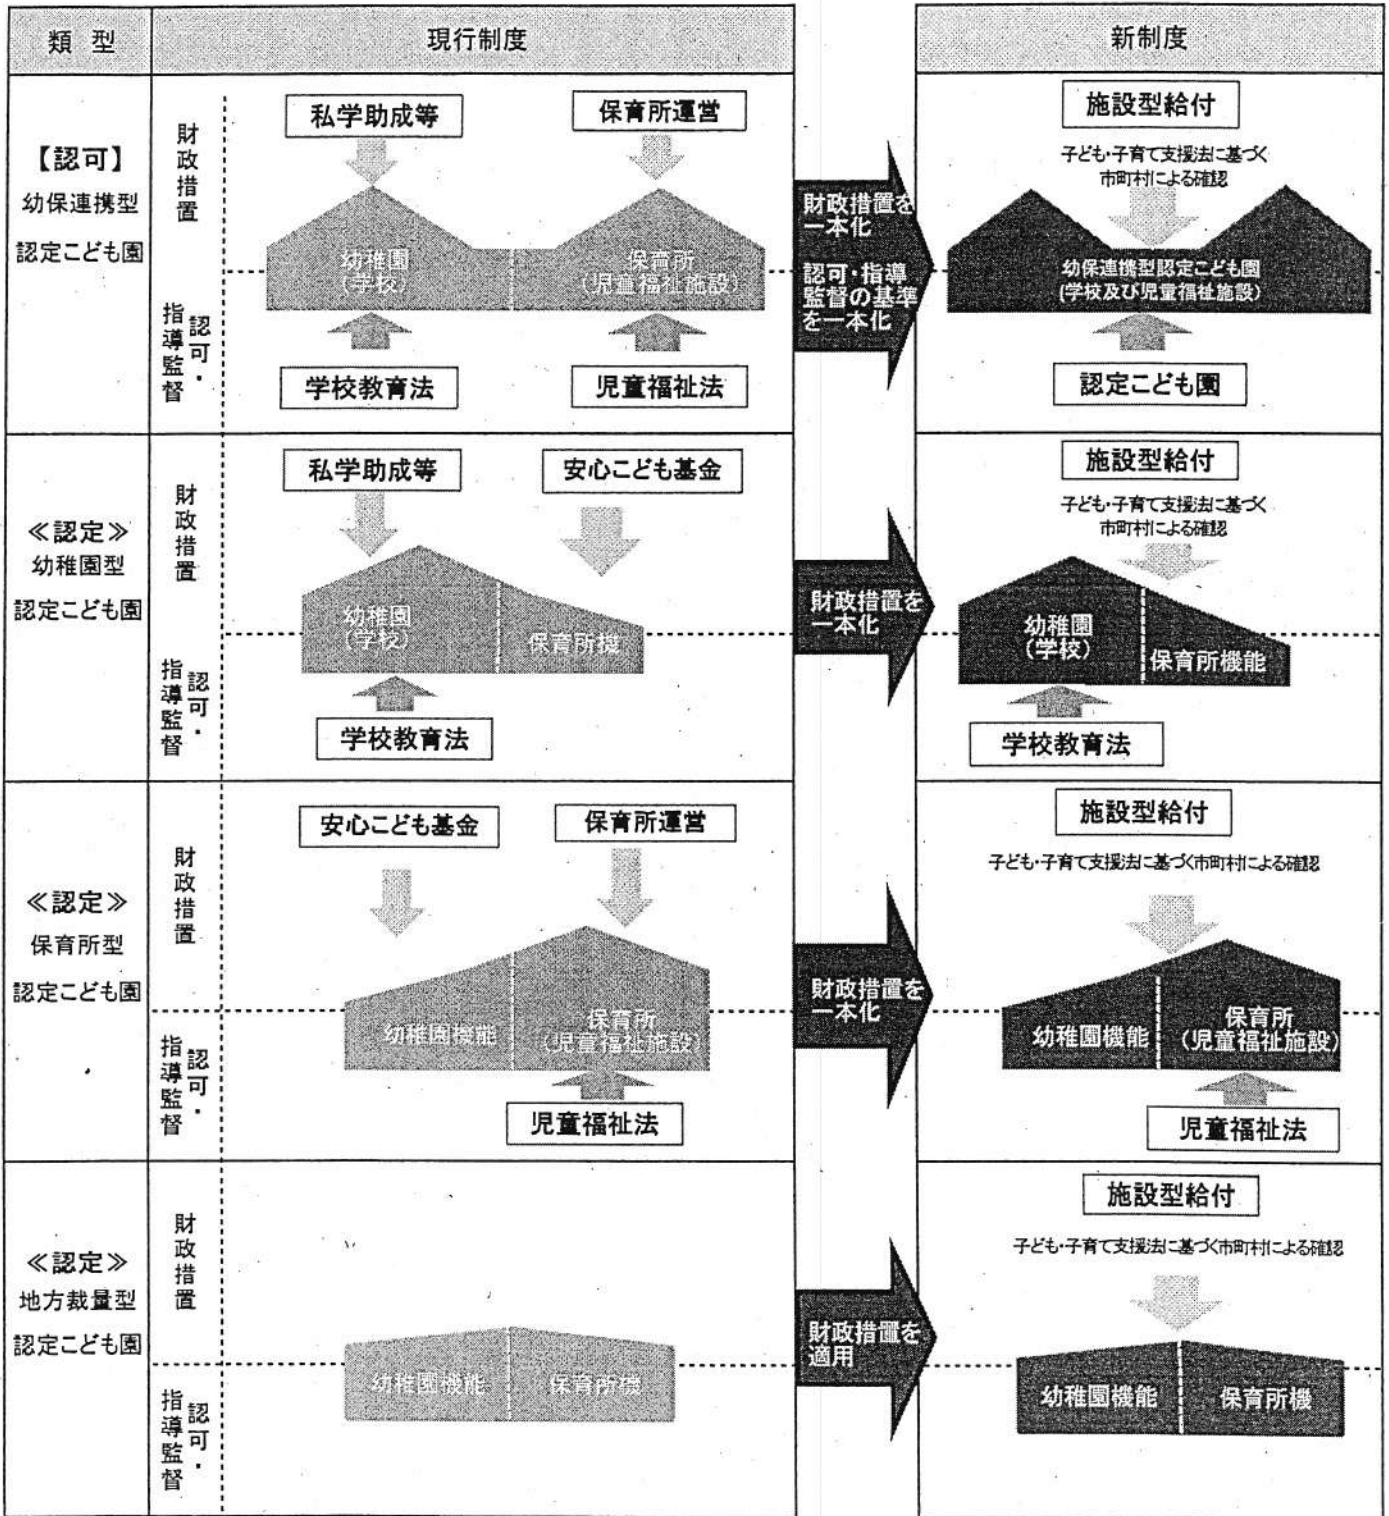 類 型
現行制度
新制度
【認可】
幼保連携型
認定こども園
財政措置
認可・
指導監督
私学助成等
保育所運営
幼稚園
(学校)
保育所
(児童福祉施設)
学校教育法
児童福祉法
財政措置を
一本化
認可・指導
監督の基準
を一本化
施設型給付
子ども・子育て支援法に基づく
市町村による確認
幼保連携型認定こども園
(学校及び児童福祉施設)
認定こども園
≪認定≫
幼稚園型
認定こども園
財政措置
認可・
指導監督
私学助成等
安心こども基金
幼稚園
(学校)
保育所機
学校教育法
財政措置を
一本化
施設型給付
子ども・子育て支援法に基づく
市町村による確認
幼稚園
(学校)
保育所機能
学校教育法
≪認定≫
保育所型
認定こども園
財政措置
認可・
指導監督
安心こども基金
保育所運営
幼稚園機能
保育所
(児童福祉施設)
児童福祉法
財政措置を
一本化
施設型給付
子ども・子育て支援法に基づく市町村による確認
幼稚園機能
保育所
(児童福祉施設)
児童福祉法
≪認定≫
地方裁量型
認定こども園
財政措置
認可・
指導監督
幼稚園機能
保育所機
財政措置を
適用
施設型給付
子ども・子育て支援法に基づく市町村による確認
幼稚園機能
保育所機